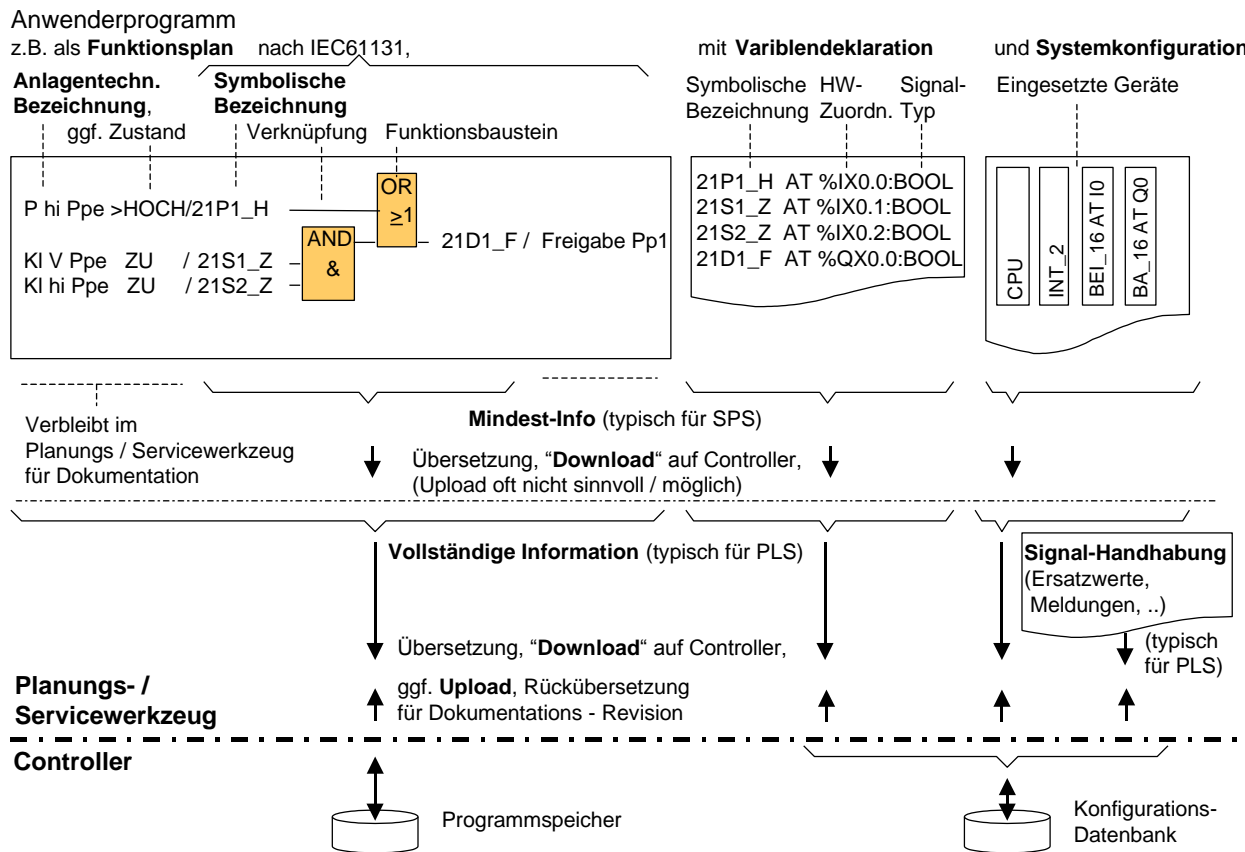 Anwenderprogramm
z.B. als Funktionsplan nach IEC61131, mit Variblendeklaration und Systemkonfiguration
Anlagentechn. Bezeichnung,
ggf. Zustand
Symbolische Bezeichnung
Verknüpfung Funktionsbaustein
Symbolische Bezeichnung
HW-Zuordn.
Signal-Typ
Eingesetzte Geräte
P hi Ppe >HOCH/21P1_H
OR
≥1
AND
&
21D1_F / Freigabe Pp1
Kl V Ppe ZU / 21S1_Z
Kl hi Ppe ZU / 21S2_Z
21P1_H AT %IX0.0:BOOL
21S1_Z AT %IX0.1:BOOL
21S2_Z AT %IX0.2:BOOL
21D1_F AT %QX0.0:BOOL
CPU
INT_2
BEI_16 AT I0
BA_16 AT Q0
Verbleibt im
Planungs / Servicewerkzeug
für Dokumentation
Mindest-Info (typisch für SPS)
Übersetzung, “Download“ auf Controller,
(Upload oft nicht sinnvoll / möglich)
Vollständige Information (typisch für PLS)
Signal-Handhabung
(Ersatzwerte,
Meldungen, ..)
(typisch
für PLS)
Übersetzung, “Download“ auf Controller,
ggf. Upload, Rückübersetzung
für Dokumentations - Revision
Planungs- /
Servicewerkzeug
Controller
Programmspeicher
Konfigurations-
Datenbank